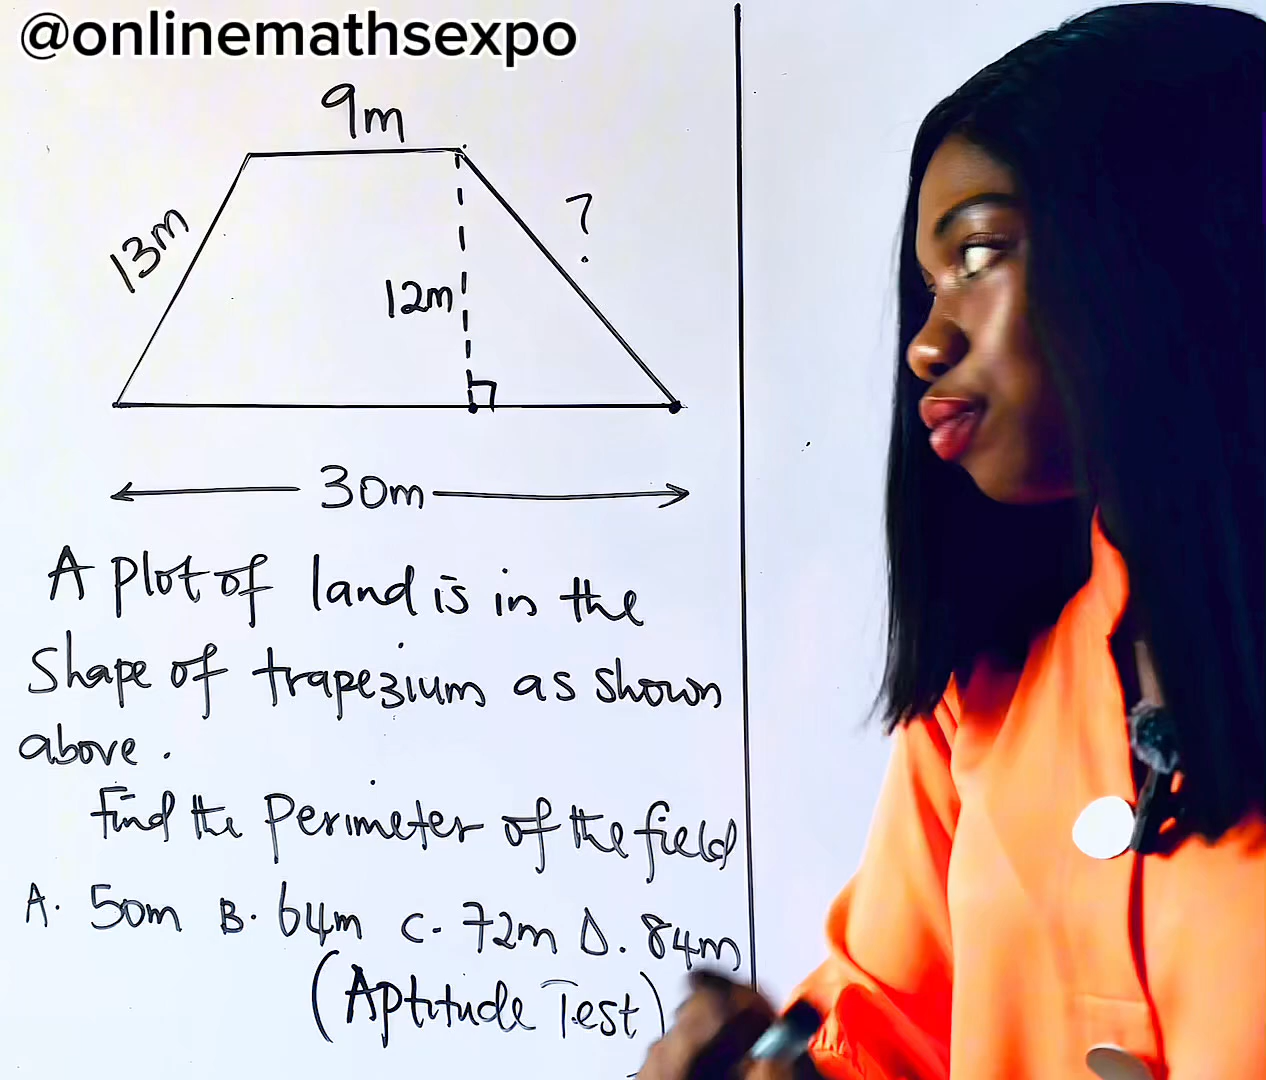 @onlinemathsexpo
9m
13m
?
12m
30m
A plot of land is in the
shape of trapezium as shown
above.
Find the perimeter of the field
A. 50m B. 64m C. 72m D. 84m
(Aptitude Test)